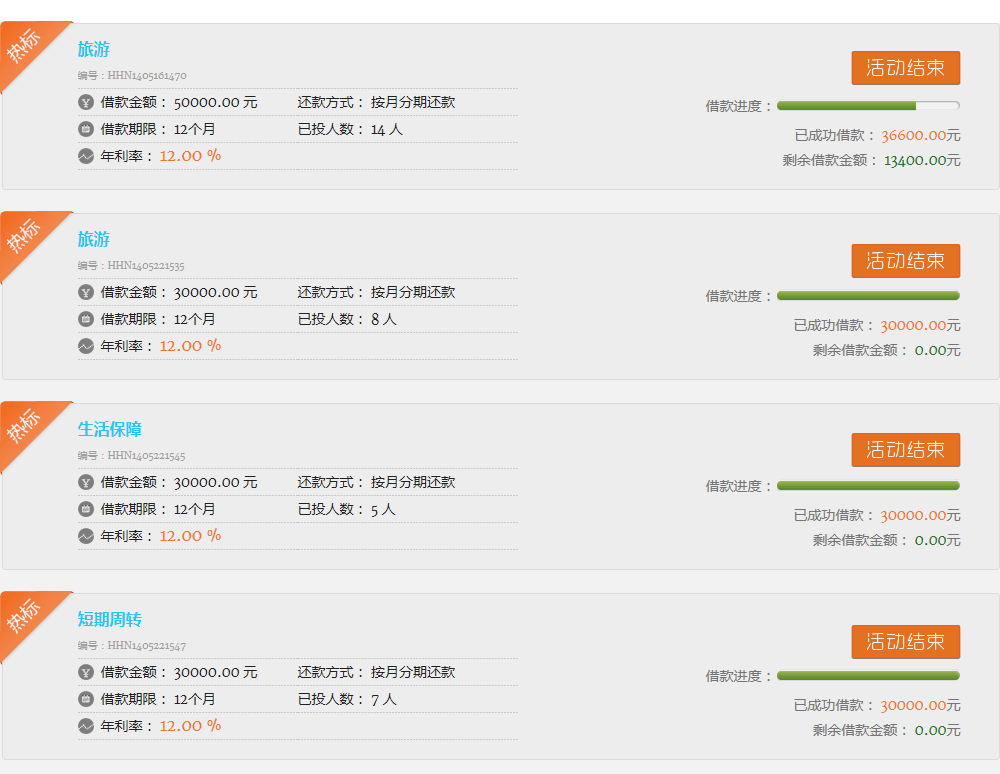 热标
旅游
编号：HHN1405161470
活动结束
借款金额： 50000.00 元 还款方式： 按月分期还款
借款进度：
借款期限： 12个月 已投人数： 14 人
已成功借款： 36600.00元
年利率： 12.00 %
剩余借款金额： 13400.00元
热标
旅游
编号：HHN1405221535
活动结束
借款金额： 30000.00 元 还款方式： 按月分期还款
借款进度：
借款期限： 12个月 已投人数： 8 人
已成功借款： 30000.00元
年利率： 12.00 %
剩余借款金额： 0.00元
热标
生活保障
编号：HHN1405221545
活动结束
借款金额： 30000.00 元 还款方式： 按月分期还款
借款进度：
借款期限： 12个月 已投人数： 5 人
已成功借款： 30000.00元
年利率： 12.00 %
剩余借款金额： 0.00元
热标
短期周转
编号：HHN1405221547
活动结束
借款金额： 30000.00 元 还款方式： 按月分期还款
借款进度：
借款期限： 12个月 已投人数： 7 人
已成功借款： 30000.00元
年利率： 12.00 %
剩余借款金额： 0.00元